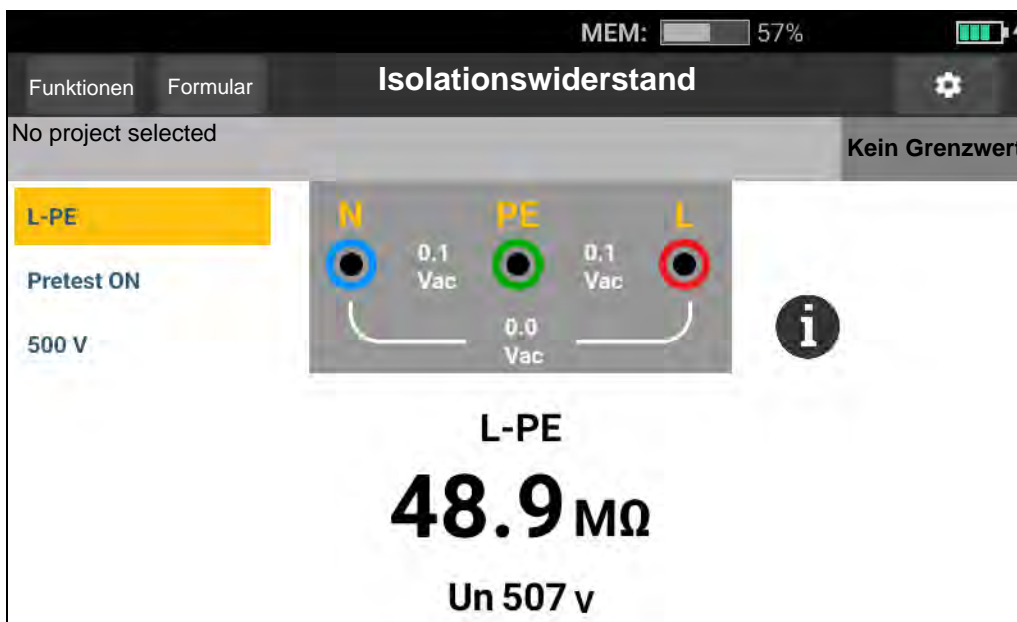 MEM: 57%
Funktionen Formular Isolationswiderstand
No project selected
Kein Grenzwert
L-PE
Pretest ON
500 V
N PE L
0.1 0.1
Vac Vac
0.0
Vac
i
L-PE
48.9 MΩ
Un 507 V